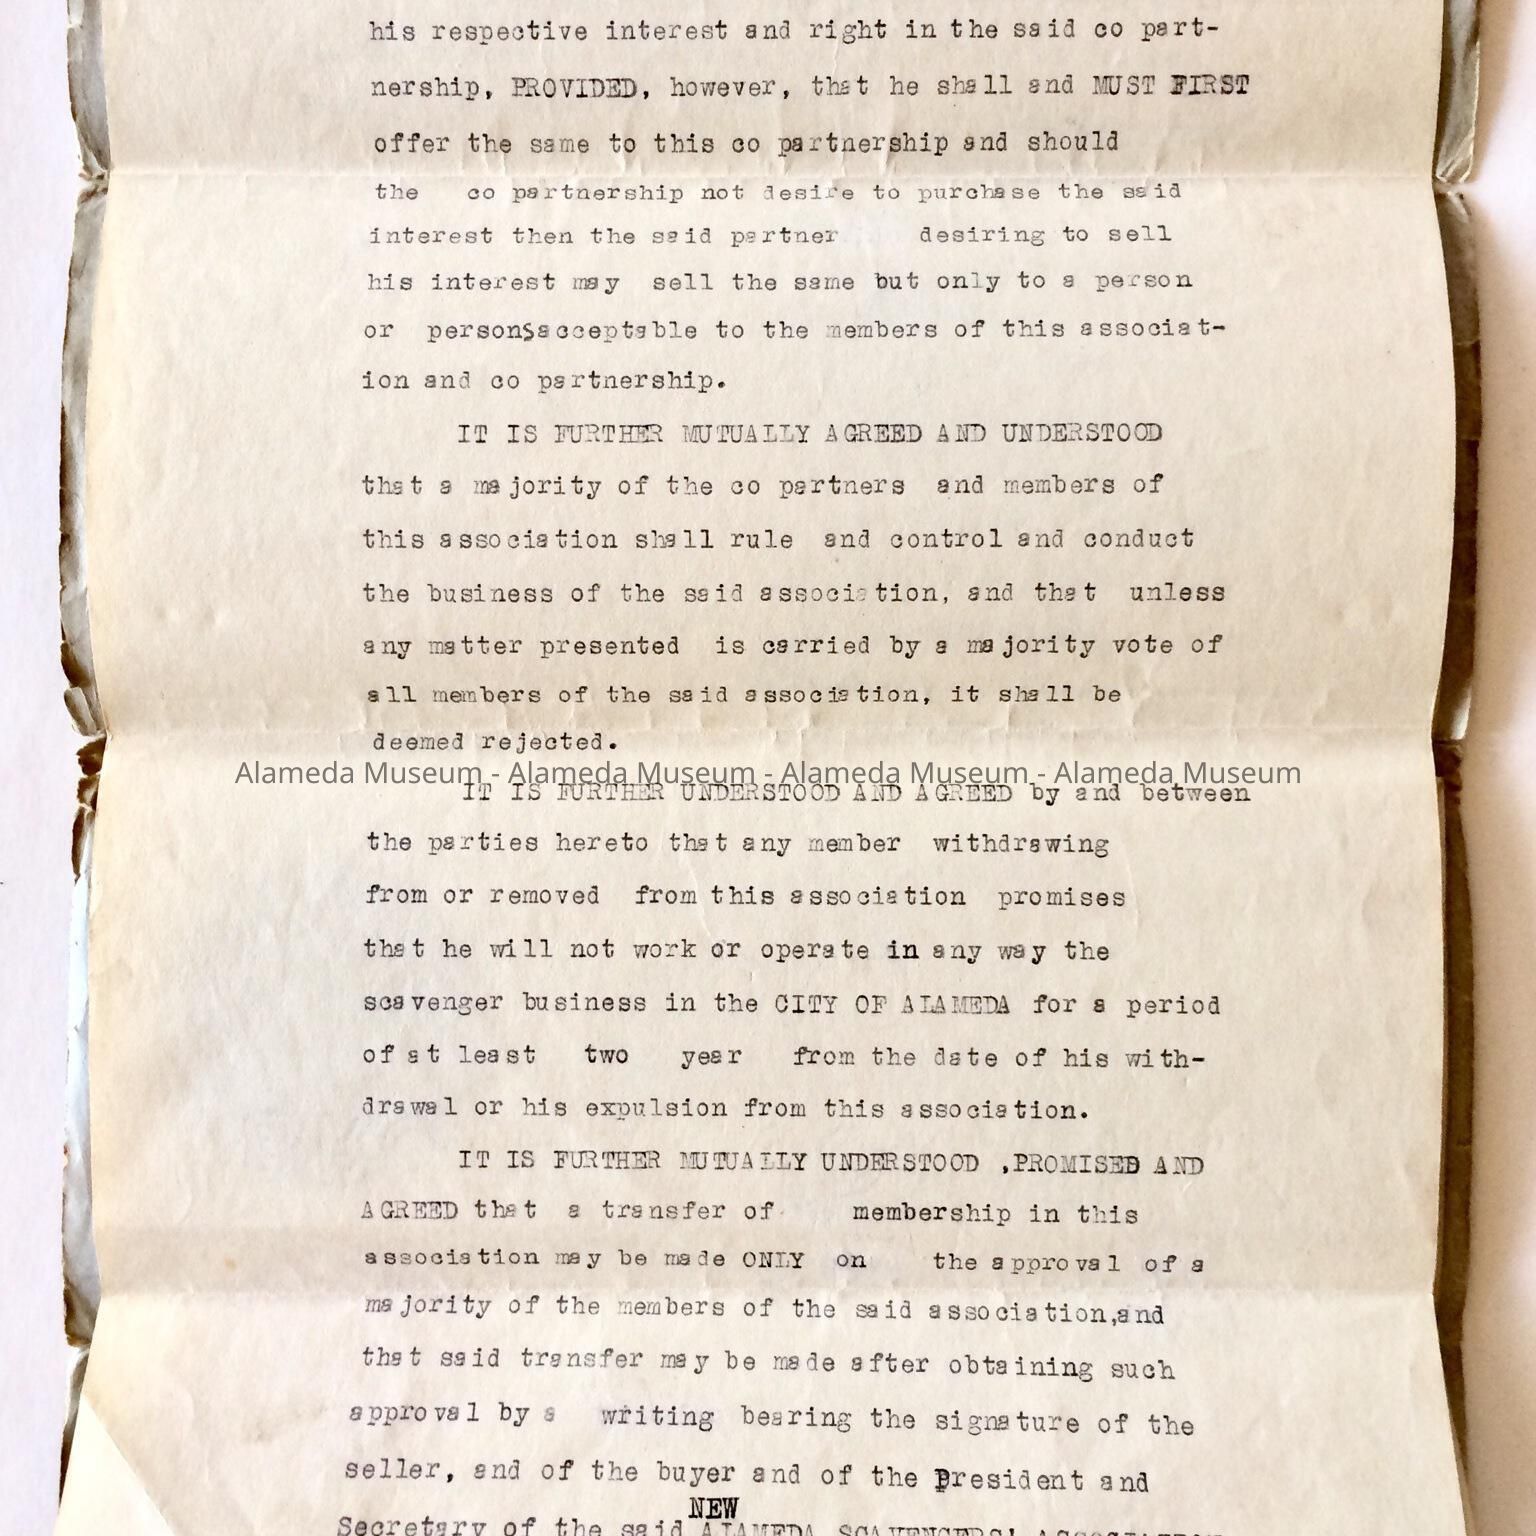 his respective interest and right in the said co part-
nership, PROVIDED, however, that he shall and MUST FIRST
offer the same to this co partnership and should
the co partnership not desire to purchase the said
interest then the said partner desiring to sell
his interest may sell the same but only to a person
or persons acceptable to the members of this associat-
ion and co partnership.
IT IS FURTHER MUTUALLY AGREED AND UNDERSTOOD
that a majority of the co partners and members of
this association shall rule and control and conduct
the business of the said association, and that unless
any matter presented is carried by a majority vote of
all members of the said association, it shall be
deemed rejected.
Alameda Museum - Alameda Museum - Alameda Museum - Alameda Museum
IT IS FURTHER UNDERSTOOD AND AGREED by and between
the parties hereto that any member withdrawing
from or removed from this association promises
that he will not work or operate in any way the
scavenger business in the CITY OF ALAMEDA for a period
of at least two year from the date of his with-
drawal or his expulsion from this association.
IT IS FURTHER MUTUALLY UNDERSTOOD ,PROMISED AND
AGREED that a transfer of membership in this
association may be made ONLY on the approval of a
majority of the members of the said association,and
that said transfer may be made after obtaining such
approval by a writing bearing the signature of the
seller, and of the buyer and of the President and
NEW
Secretary of the said ALAMEDA SCAVENGERS' ASSOCIATION